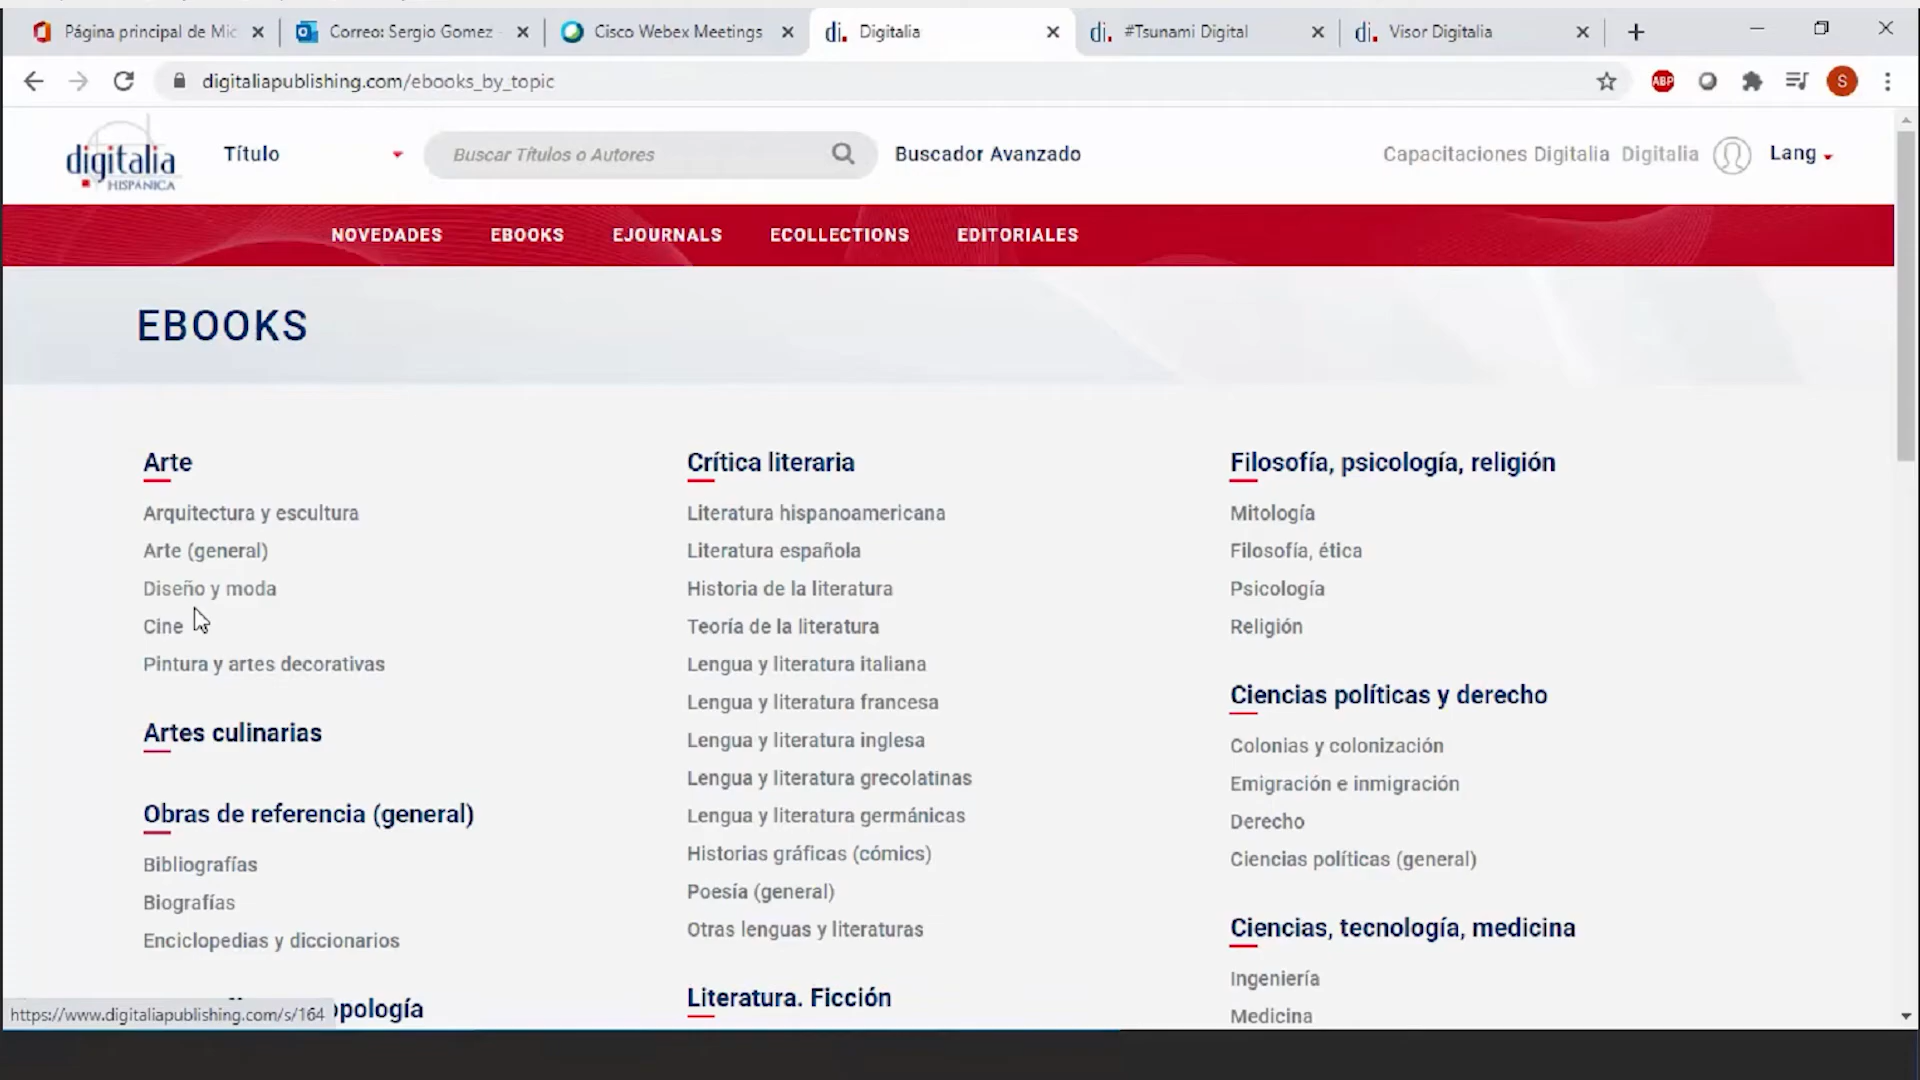 Página principal de Mic
Correo: Sergio Gomez
Cisco Webex Meetings
di. Digitalia
di. #Tsunami Digital
di. Visor Digitalia
digitaliapublishing.com/ebooks_by_topic
ABP
S
digitalia
HISPÁNICA
Título
Buscar Títulos o Autores
Buscador Avanzado
Capacitaciones Digitalia Digitalia
Lang
NOVEDADES EBOOKS EJOURNALS ECOLLECTIONS EDITORIALES
EBOOKS
Arte
Arquitectura y escultura
Arte (general)
Diseño y moda
Cine
Pintura y artes decorativas
Artes culinarias
Obras de referencia (general)
Bibliografías
Biografías
Enciclopedias y diccionarios
opología
Crítica literaria
Literatura hispanoamericana
Literatura española
Historia de la literatura
Teoría de la literatura
Lengua y literatura italiana
Lengua y literatura francesa
Lengua y literatura inglesa
Lengua y literatura grecolatinas
Lengua y literatura germánicas
Historias gráficas (cómics)
Poesía (general)
Otras lenguas y literaturas
Literatura. Ficción
Filosofía, psicología, religión
Mitología
Filosofía, ética
Psicología
Religión
Ciencias políticas y derecho
Colonias y colonización
Emigración e inmigración
Derecho
Ciencias políticas (general)
Ciencias, tecnología, medicina
Ingeniería
Medicina
https://www.digitaliapublishing.com/s/164